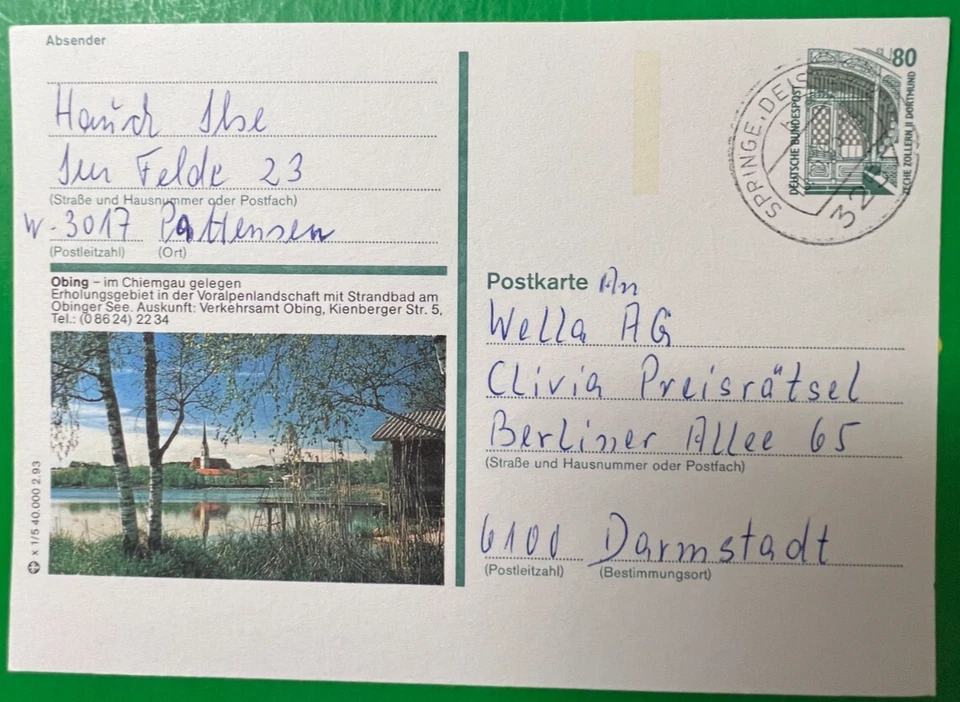 Absender
Hauch Ilse
Im Felde 23
(Straße und Hausnummer oder Postfach)
W-3017 Pattensen
(Postleitzahl) (Ort)
Obing – im Chiemgau gelegen
Erholungsgebiet in der Voralpenlandschaft mit Strandbad am
Obinger See. Auskunft: Verkehrsamt Obing, Kienberger Str. 5,
Tel.: (0 86 24) 22 34
x 1/5 40.000 2.93
80
DEUTSCHE BUNDESPOST
ZECHE ZOLLERN II DORTMUND
SPRINGE, DEIS
Postkarte An
Wella AG
Clivia Preisrätsel
Berliner Allee 65
(Straße und Hausnummer oder Postfach)
6100 Darmstadt
(Postleitzahl) (Bestimmungsort)